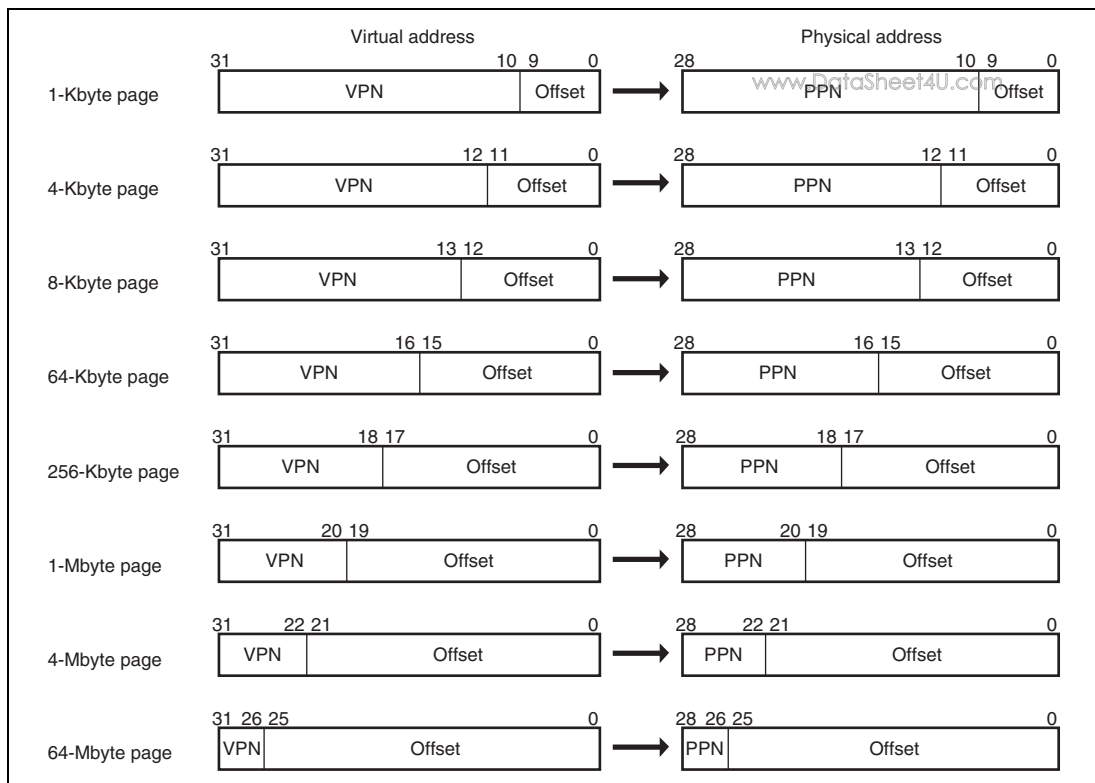 Virtual address Physical address
31 10 9 0 28 10 9 0
1-Kbyte page VPN Offset PPN Offset
www.DataSheet4U.com
31 12 11 0 28 12 11 0
4-Kbyte page VPN Offset PPN Offset
31 13 12 0 28 13 12 0
8-Kbyte page VPN Offset PPN Offset
31 16 15 0 28 16 15 0
64-Kbyte page VPN Offset PPN Offset
31 18 17 0 28 18 17 0
256-Kbyte page VPN Offset PPN Offset
31 20 19 0 28 20 19 0
1-Mbyte page VPN Offset PPN Offset
31 22 21 0 28 22 21 0
4-Mbyte page VPN Offset PPN Offset
31 26 25 0 28 26 25 0
64-Mbyte page VPN Offset PPN Offset